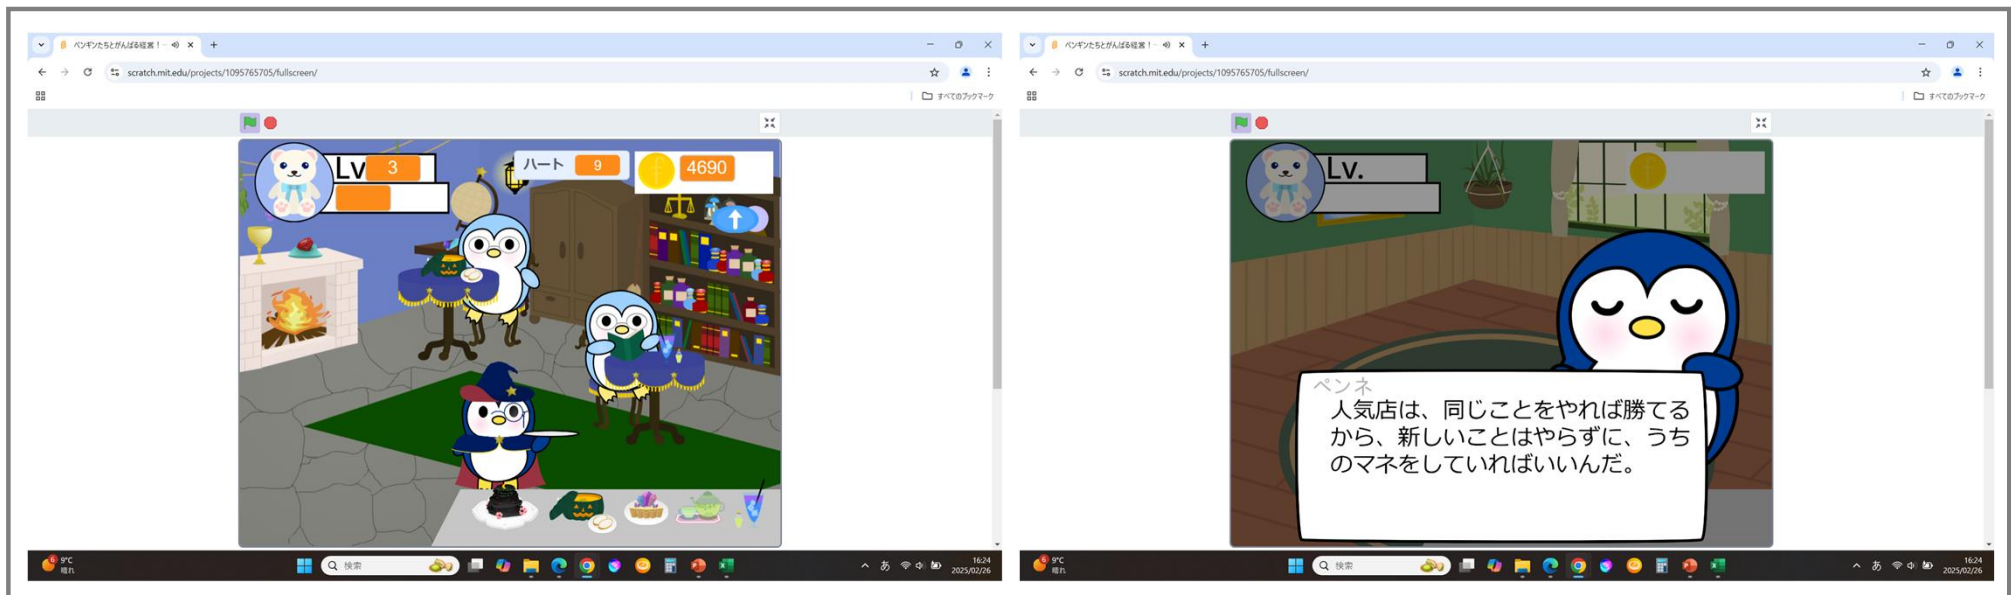 ペンギンたちとがんばる経営！
scratch.mit.edu/projects/1095765705/fullscreen/
すべてのブックマーク
Lv 3
ハート 9
4690
9°C
晴れ
検索
あ
16:24
2025/02/26
ペンギンたちとがんばる経営！
scratch.mit.edu/projects/1095765705/fullscreen/
すべてのブックマーク
Lv.
ペンネ
人気店は、同じことをやれば勝てる
から、新しいことはやらずに、うち
のマネをしていればいいんだ。
9°C
晴れ
検索
あ
16:24
2025/02/26